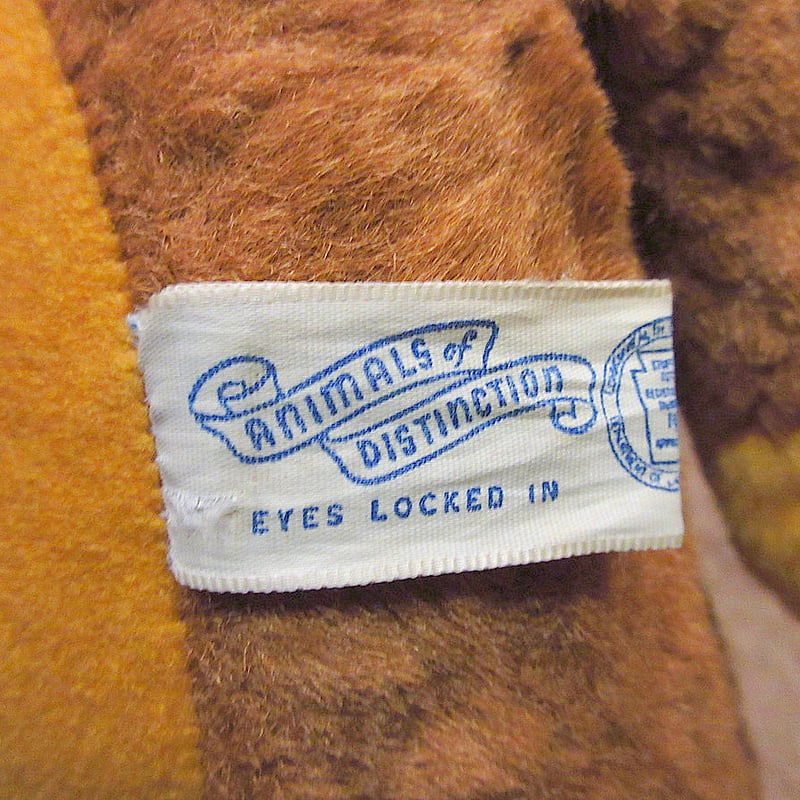 ANIMALS of
DISTINCTION
EYES LOCKED IN